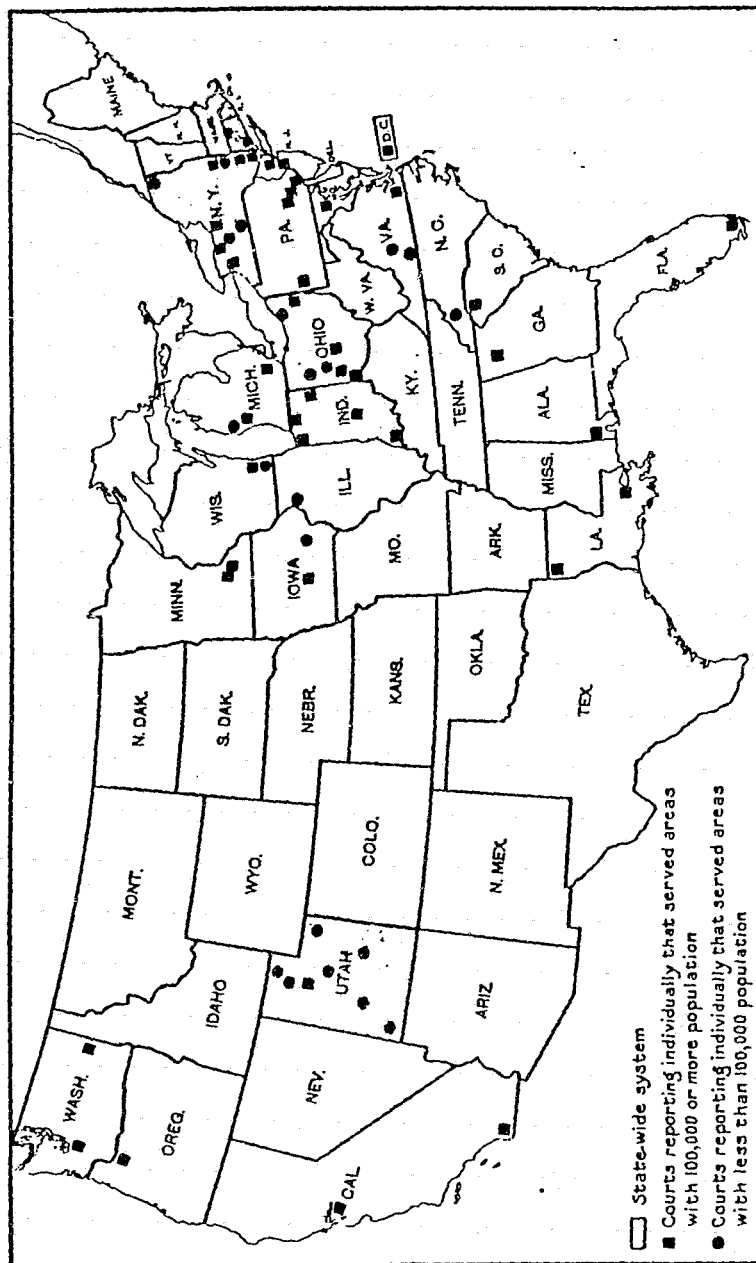 WASH.
OREG.
CAL
NEV.
IDAHO
MONT.
WYO.
UTAH
ARIZ
COLO.
N. MEX.
N. DAK.
S. DAK.
NEBR.
KANS.
OKLA.
TEX.
MINN.
IOWA
MO.
ARK.
LA.
WIS.
ILL.
MICH.
IND.
OHIO
KY.
TENN.
MISS.
ALA.
GA.
FLA.
S. C.
N. C.
VA.
W. VA.
PA.
N. Y.
VT.
MAINE
D.C.
State-wide system
Courts reporting individually that served areas
with 100,000 or more population
Courts reporting individually that served areas
with less than 100,000 population